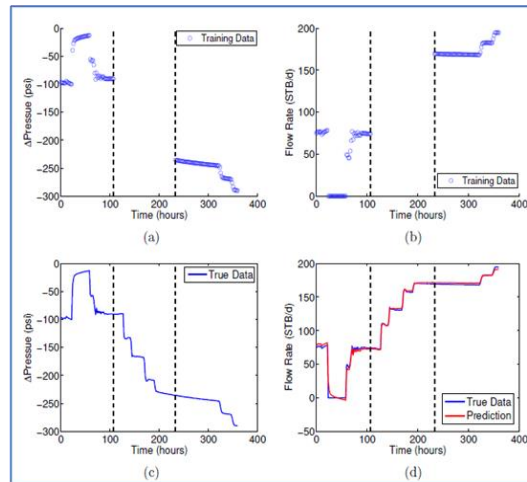 0
-50
-100
-150
-200
-250
-300
ΔPressue (psi)
Training Data
0 100 200 300 400
Time (hours)
(a)
200
150
100
50
0
Flow Rate (STB/d)
Training Data
0 100 200 300 400
Time (hours)
(b)
0
-50
-100
-150
-200
-250
-300
ΔPressue (psi)
True Data
0 100 200 300 400
Time (hours)
(c)
200
150
100
50
0
-50
Flow Rate (STB/d)
True Data
Prediction
0 100 200 300 400
Time (hours)
(d)